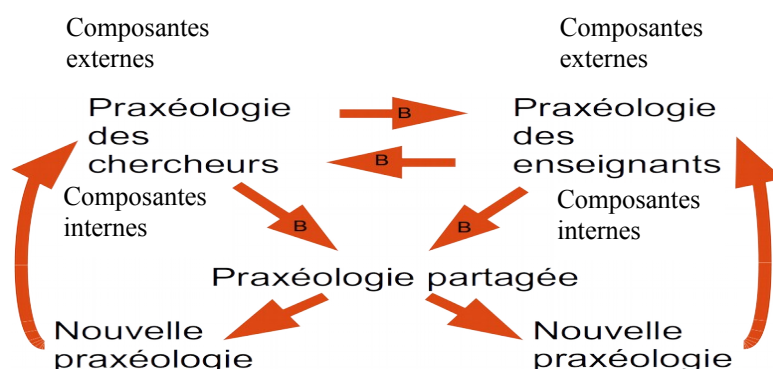 Composantes
externes
Composantes
externes
Praxéologie
des
chercheurs
B
B
Praxéologie
des
enseignants
Composantes
internes
Composantes
internes
B
B
Praxéologie partagée
Nouvelle
praxéologie
Nouvelle
praxéologie